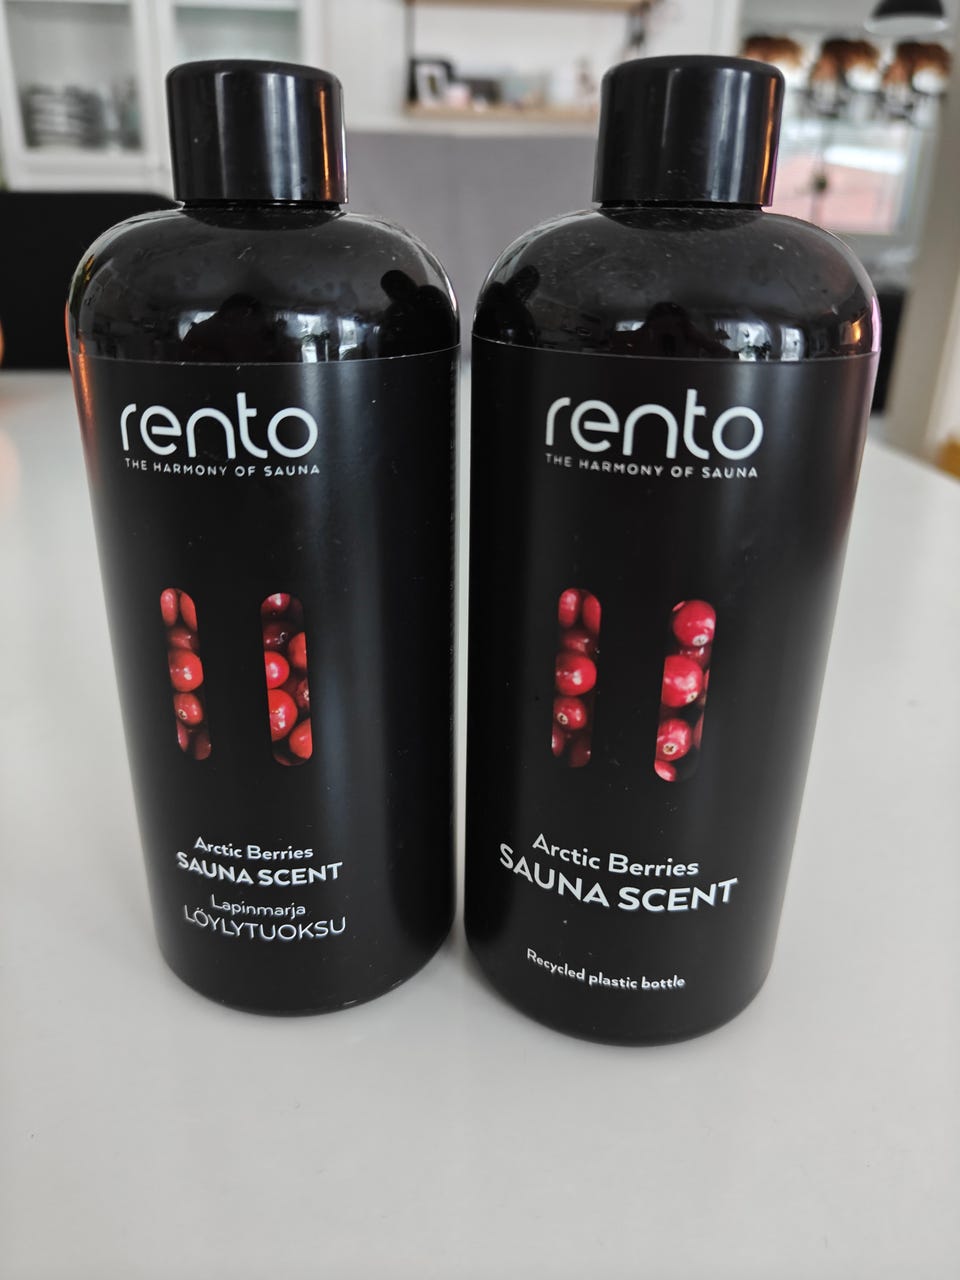 rento
THE HARMONY OF SAUNA
Arctic Berries
SAUNA SCENT
Lapinmarja
LÖYLYTUOKSU
rento
THE HARMONY OF SAUNA
Arctic Berries
SAUNA SCENT
Recycled plastic bottle